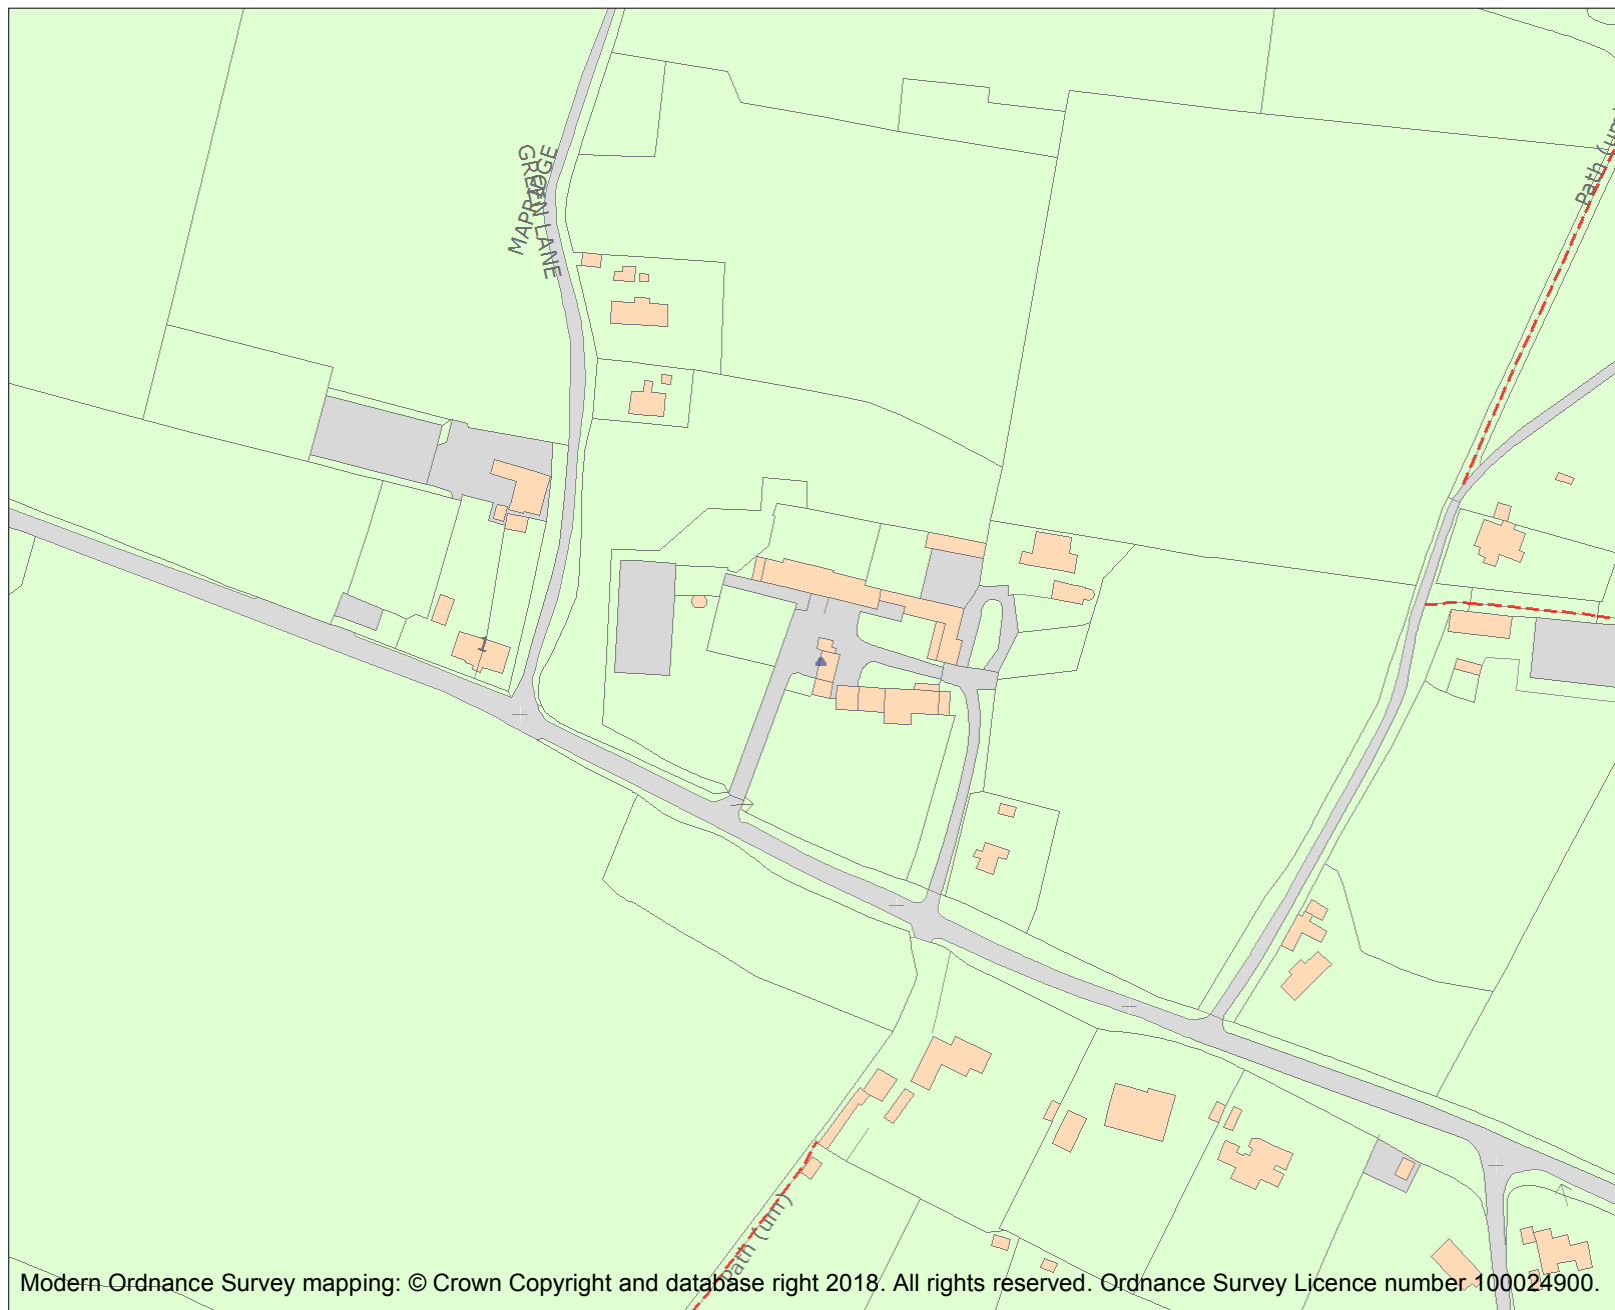 MAPRIDGE
GREEN LANE
Path (um)
1
Path (um)
Modern Ordnance Survey mapping: © Crown Copyright and database right 2018. All rights reserved. Ordnance Survey Licence number 100024900.